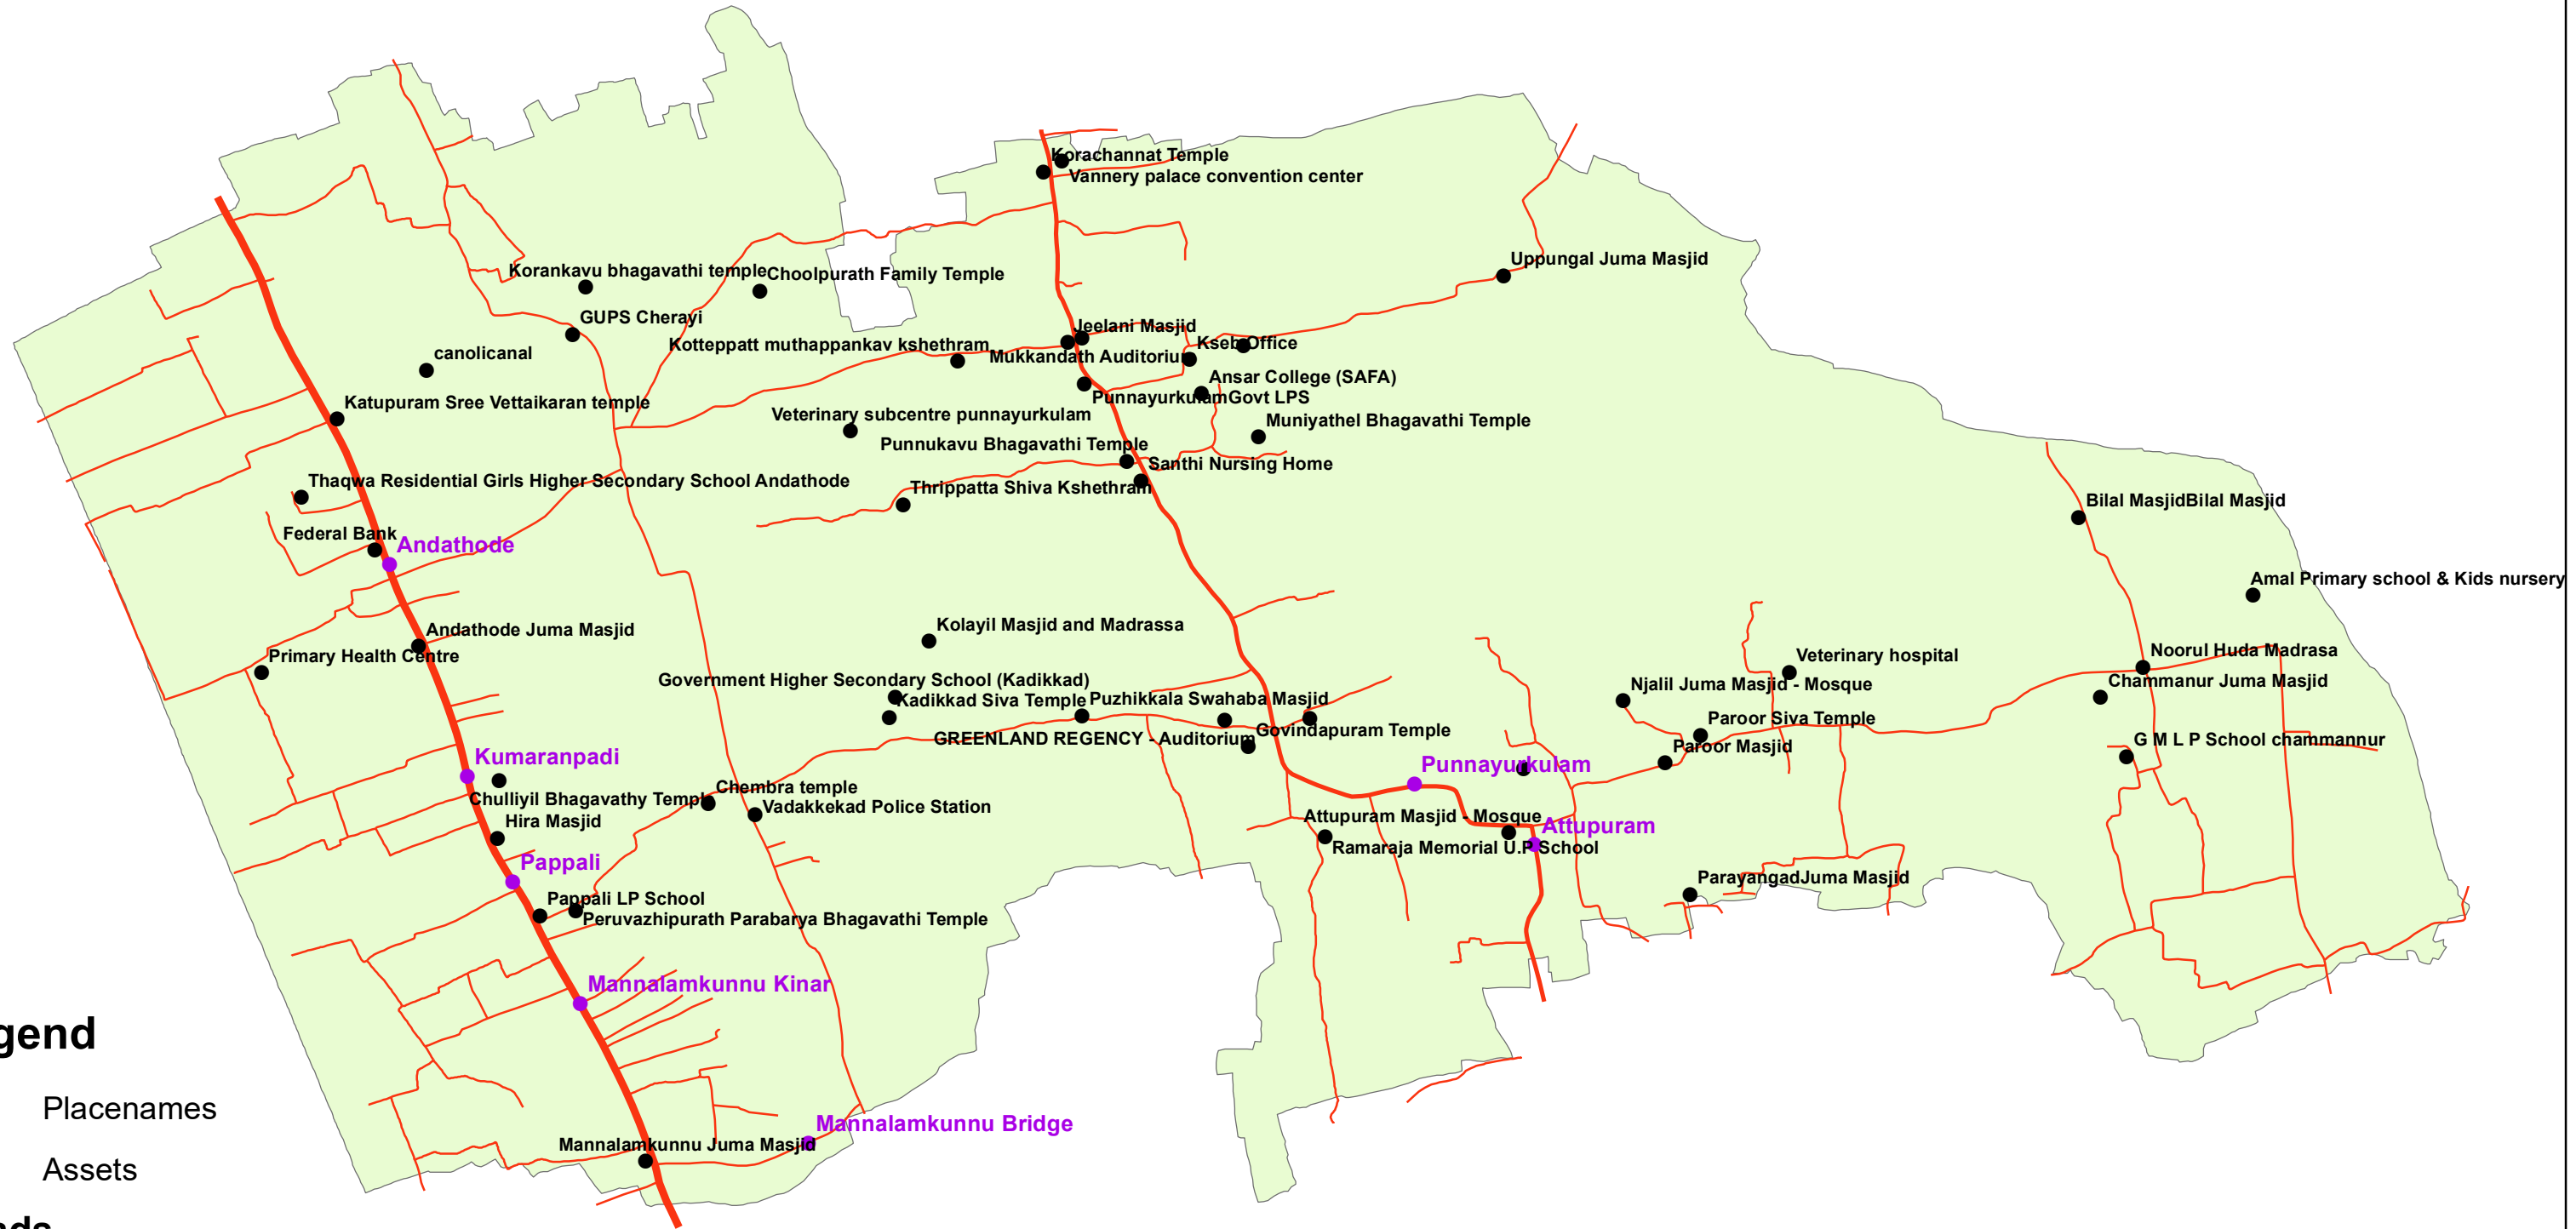 Korachannat Temple
Vannery palace convention center
Uppungal Juma Masjid
Korankavu bhagavathi temple
Choolpurath Family Temple
GUPS Cherayi
Jeelani Masjid
Kotteppatt muthappankav kshethram
Kseb Office
canolicanal
Mukkandath Auditorium
Ansar College (SAFA)
PunnayurkulamGovt LPS
Katupuram Sree Vettaikaran temple
Veterinary subcentre punnayurkulam
Muniyathel Bhagavathi Temple
Punnukavu Bhagavathi Temple
Santhi Nursing Home
Thaqwa Residential Girls Higher Secondary School Andathode
Thrippatta Shiva Kshethram
Bilal MasjidBilal Masjid
Federal Bank
Andathode
Amal Primary school & Kids nursery
Kolayil Masjid and Madrassa
Andathode Juma Masjid
Primary Health Centre
Veterinary hospital
Noorul Huda Madrasa
Government Higher Secondary School (Kadikkad)
Njalil Juma Masjid - Mosque
Chammanur Juma Masjid
Kadikkad Siva Temple
Puzhikkala Swahaba Masjid
Paroor Siva Temple
Govindapuram Temple
GREENLAND REGENCY - Auditorium
Paroor Masjid
G M L P School chammannur
Kumaranpadi
Punnayurkulam
Chembra temple
Chulliyil Bhagavathy Temple
Vadakkekad Police Station
Attupuram Masjid - Mosque
Hira Masjid
Attupuram
Ramaraja Memorial U.P School
Pappali
ParayangadJuma Masjid
Pappali LP School
Peruvazhipurath Parabarya Bhagavathi Temple
Mannalamkunnu Kinar
gend
Placenames
Mannalamkunnu Bridge
Mannalamkunnu Juma Masjid
Assets